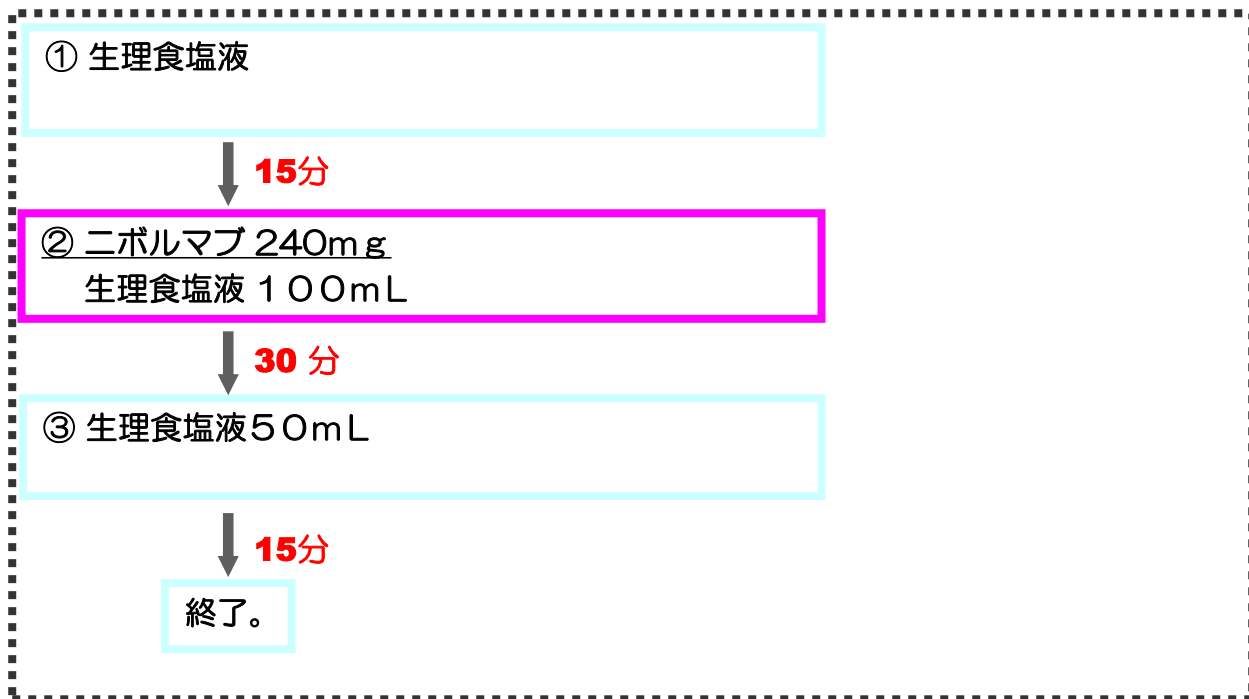 ① 生理食塩液
15分
② ニボルマブ 240mｇ
生理食塩液 １００mL
30 分
③ 生理食塩液５０mL
15分
終了。